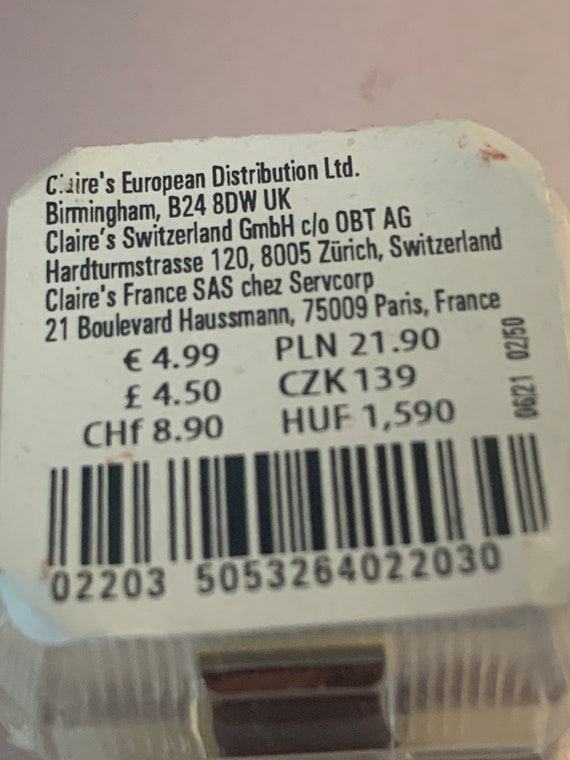 Claire's European Distribution Ltd.
Birmingham, B24 8DW UK
Claire's Switzerland GmbH c/o OBT AG
Hardturmstrasse 120, 8005 Zürich, Switzerland
Claire's France SAS chez Servcorp
21 Boulevard Haussmann, 75009 Paris, France
€ 4.99 PLN 21.90
£ 4.50 CZK 139
CHf 8.90 HUF 1,590
06/21 02/50
02203 5053264022030